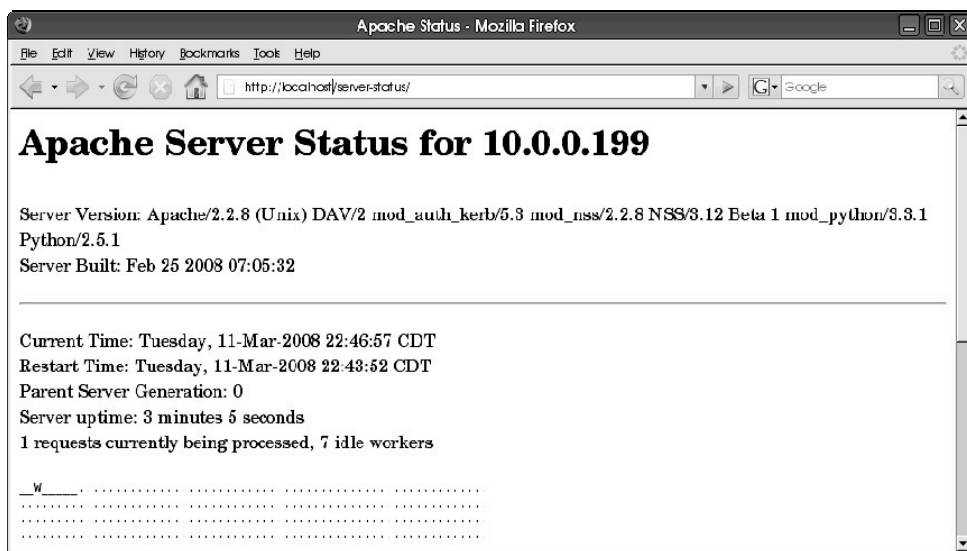 Apache Status - Mozilla Firefox
File Edit View History Bookmarks Tools Help
http://localhost/server-status/
G Google
Apache Server Status for 10.0.0.199
Server Version: Apache/2.2.8 (Unix) DAV/2 mod_auth_kerb/5.3 mod_nss/2.2.8 NSS/3.12 Beta 1 mod_python/3.3.1
Python/2.5.1
Server Built: Feb 25 2008 07:05:32
Current Time: Tuesday, 11-Mar-2008 22:46:57 CDT
Restart Time: Tuesday, 11-Mar-2008 22:43:52 CDT
Parent Server Generation: 0
Server uptime: 3 minutes 5 seconds
1 requests currently being processed, 7 idle workers
__W_____. ............ ............ .............. .............
......... ............ ............ .............. .............
......... ............ ............ .............. .............
......... ............ ............ .............. .............